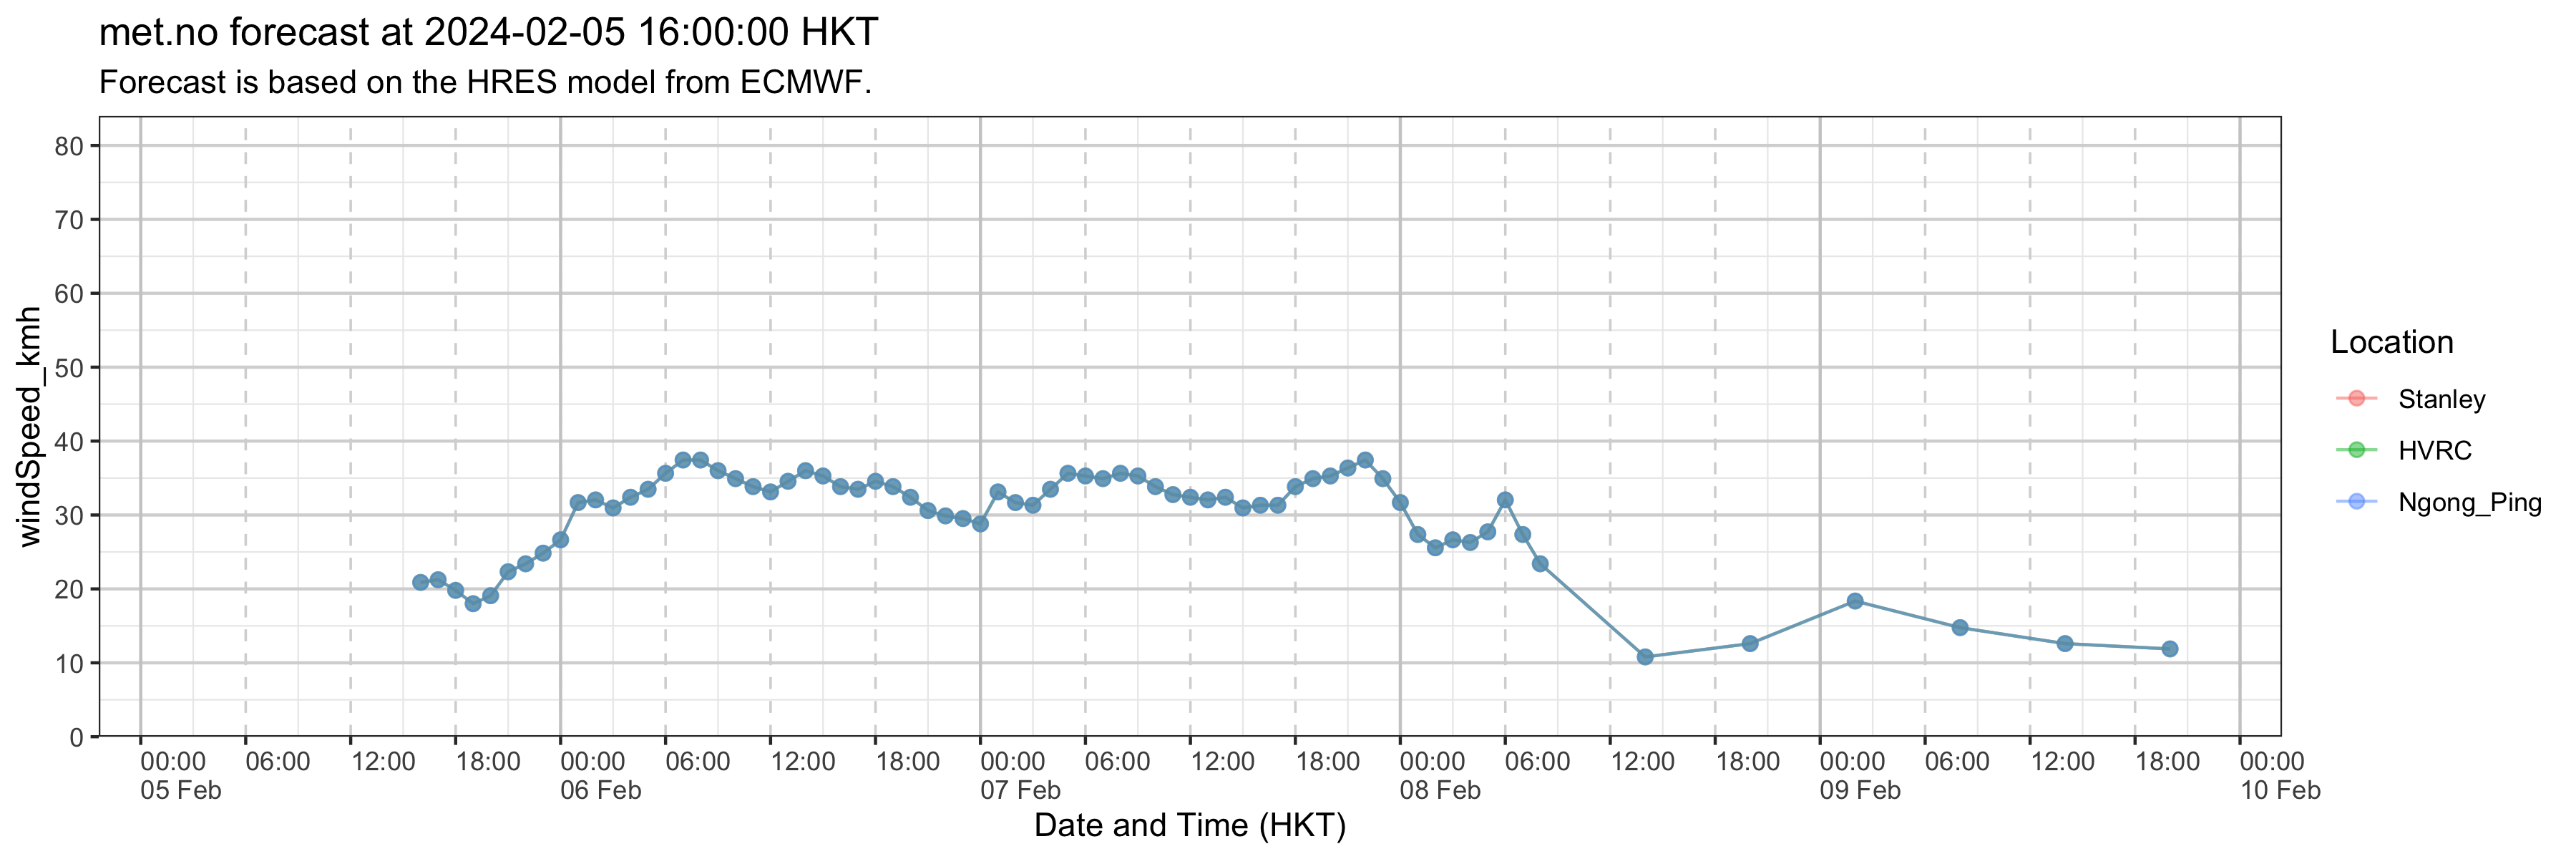 met.no forecast at 2024-02-05 16:00:00 HKT
Forecast is based on the HRES model from ECMWF.
windSpeed_kmh
80
70
60
50
40
30
20
10
0
00:00 06:00 12:00 18:00 00:00 06:00 12:00 18:00 00:00 06:00 12:00 18:00 00:00 06:00 12:00 18:00 00:00 06:00 12:00 18:00 00:00
05 Feb 06 Feb 07 Feb 08 Feb 09 Feb 10 Feb
Date and Time (HKT)
Location
Stanley
HVRC
Ngong_Ping